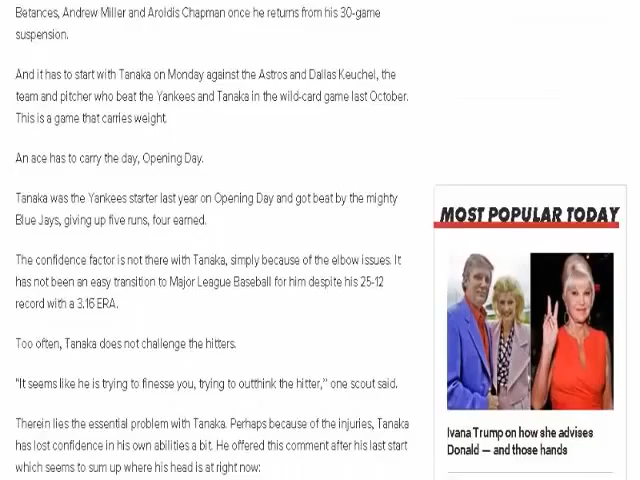 Betances, Andrew Miller and Aroldis Chapman once he returns from his 30-game
suspension.
And it has to start with Tanaka on Monday against the Astros and Dallas Keuchel, the
team and pitcher who beat the Yankees and Tanaka in the wild-card game last October.
This is a game that carries weight.
An ace has to carry the day, Opening Day.
Tanaka was the Yankees starter last year on Opening Day and got beat by the mighty
Blue Jays, giving up five runs, four earned.
The confidence factor is not there with Tanaka, simply because of the elbow issues. It
has not been an easy transition to Major League Baseball for him despite his 25-12
record with a 3.16 ERA.
Too often, Tanaka does not challenge the hitters.
"It seems like he is trying to finesse you, trying to outthink the hitter," one scout said.
Therein lies the essential problem with Tanaka. Perhaps because of the injuries, Tanaka
has lost confidence in his own abilities a bit. He offered this comment after his last start
which seems to sum up where his head is at right now:
MOST POPULAR TODAY
Ivana Trump on how she advises
Donald — and those hands